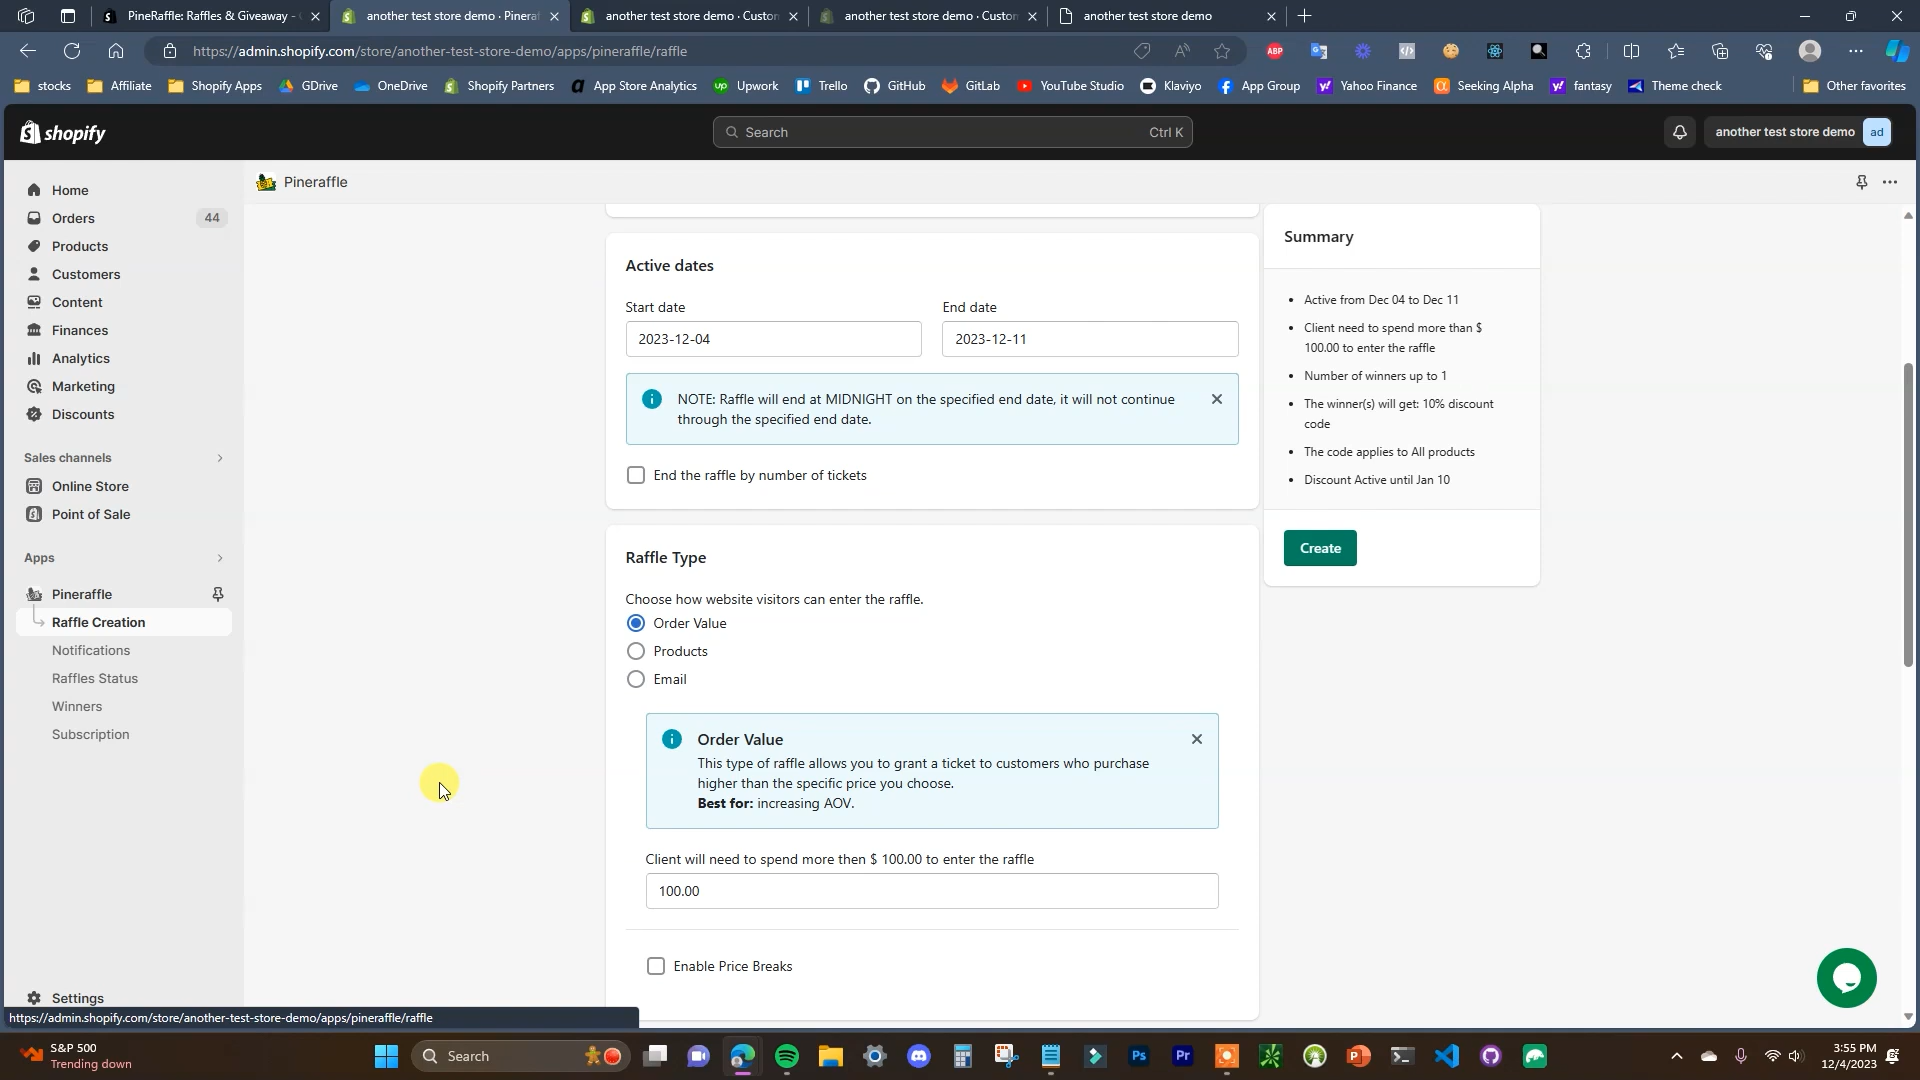 PineRaffle: Raffles & Giveaway -
another test store demo · Pineraf
another test store demo · Custom
another test store demo · Custom
another test store demo
https://admin.shopify.com/store/another-test-store-demo/apps/pineraffle/raffle
ABP
stocks
Affiliate
Shopify Apps
GDrive
OneDrive
Shopify Partners
App Store Analytics
Upwork
Trello
GitHub
GitLab
YouTube Studio
Klaviyo
App Group
Yahoo Finance
Seeking Alpha
fantasy
Theme check
Other favorites
shopify
Search
Ctrl K
another test store demo
ad
Home
Orders
44
Products
Customers
Content
Finances
Analytics
Marketing
Discounts
Sales channels
Online Store
Point of Sale
Apps
Pineraffle
Raffle Creation
Notifications
Raffles Status
Winners
Subscription
Settings
Pineraffle
Active dates
Start date
End date
2023-12-04
2023-12-11
NOTE: Raffle will end at MIDNIGHT on the specified end date, it will not continue
through the specified end date.
End the raffle by number of tickets
Raffle Type
Choose how website visitors can enter the raffle.
Order Value
Products
Email
Order Value
This type of raffle allows you to grant a ticket to customers who purchase
higher than the specific price you choose.
Best for: increasing AOV.
Client will need to spend more then $ 100.00 to enter the raffle
100.00
Enable Price Breaks
Summary
Active from Dec 04 to Dec 11
Client need to spend more than $
100.00 to enter the raffle
Number of winners up to 1
The winner(s) will get: 10% discount
code
The code applies to All products
Discount Active until Jan 10
Create
https://admin.shopify.com/store/another-test-store-demo/apps/pineraffle/raffle
S&P 500
Trending down
Search
Ps
Pr
3:55 PM
12/4/2023